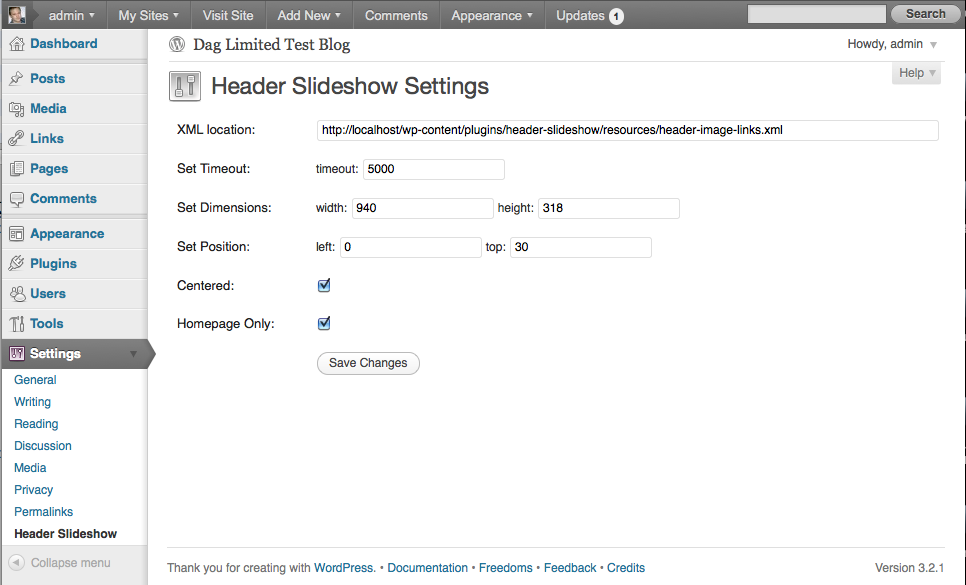 admin My Sites Visit Site Add New Comments Appearance Updates 1 Search
Dashboard
Posts
Media
Links
Pages
Comments
Appearance
Plugins
Users
Tools
Settings
General
Writing
Reading
Discussion
Media
Privacy
Permalinks
Header Slideshow
Collapse menu
Dag Limited Test Blog Howdy, admin
Help
Header Slideshow Settings
XML location: http://localhost/wp-content/plugins/header-slideshow/resources/header-image-links.xml
Set Timeout: timeout: 5000
Set Dimensions: width: 940 height: 318
Set Position: left: 0 top: 30
Centered:
Homepage Only:
Save Changes
Thank you for creating with WordPress. • Documentation • Freedoms • Feedback • Credits Version 3.2.1